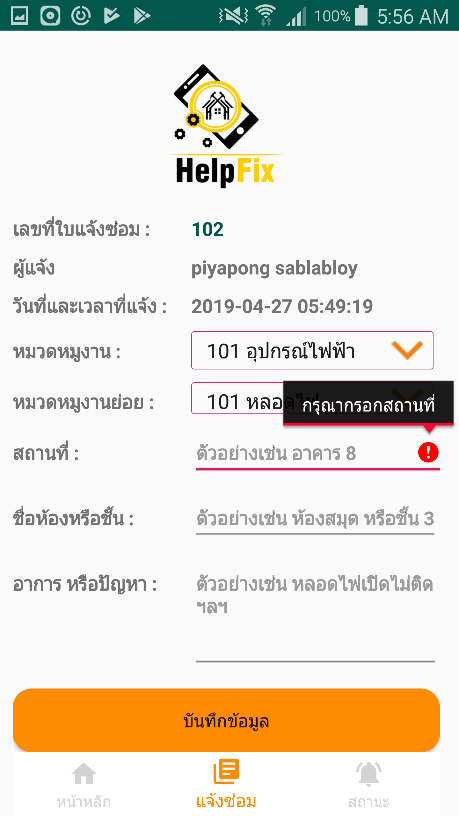 100% 5:56 AM
HelpFix
เลขที่ใบแจ้งซ่อม : 102
ผู้แจ้ง piyapong sablabloy
วันที่และเวลาที่แจ้ง : 2019-04-27 05:49:19
หมวดหมู่งาน : 101 อุปกรณ์ไฟฟ้า
หมวดหมู่งานย่อย : 101 หลอดไฟ
กรุณากรอกสถานที่
สถานที่ : ตัวอย่างเช่น อาคาร 8
ชื่อห้องหรือชั้น : ตัวอย่างเช่น ห้องสมุด หรือชั้น 3
อาการ หรือปัญหา : ตัวอย่างเช่น หลอดไฟเปิดไม่ติด
ฯลฯ
บันทึกข้อมูล
หน้าหลัก แจ้งซ่อม สถานะ